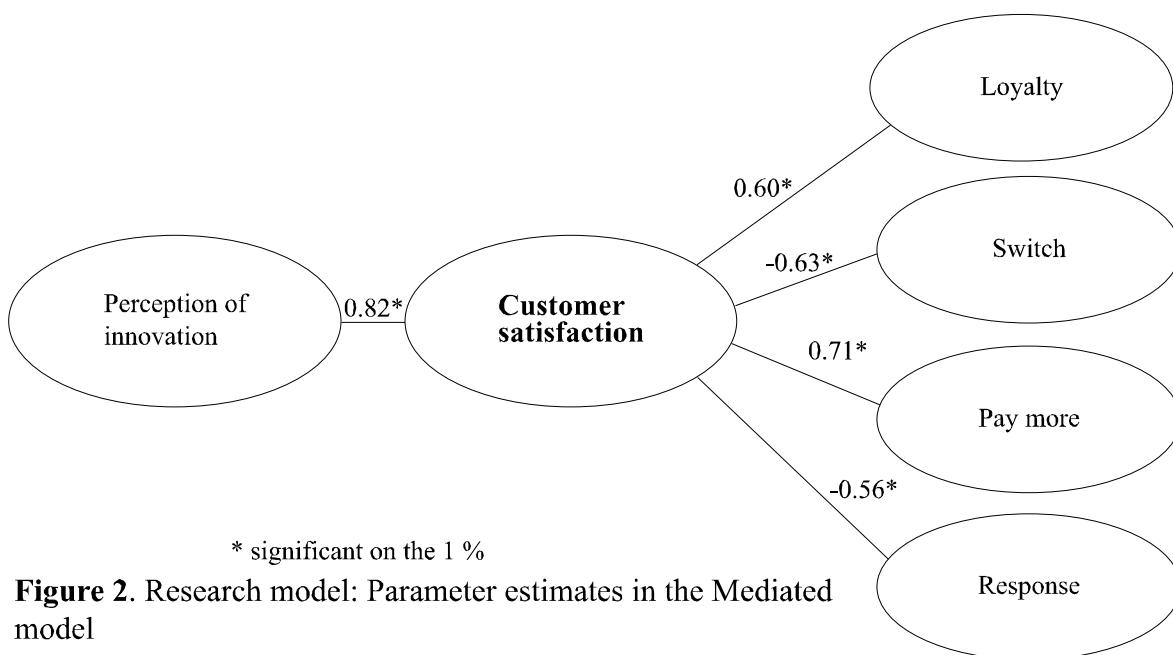 Loyalty
0.60*
Switch
-0.63*
Perception of
innovation
0.82*
Customer
satisfaction
0.71*
Pay more
-0.56*
Response
* significant on the 1 %
Figure 2. Research model: Parameter estimates in the Mediated
model